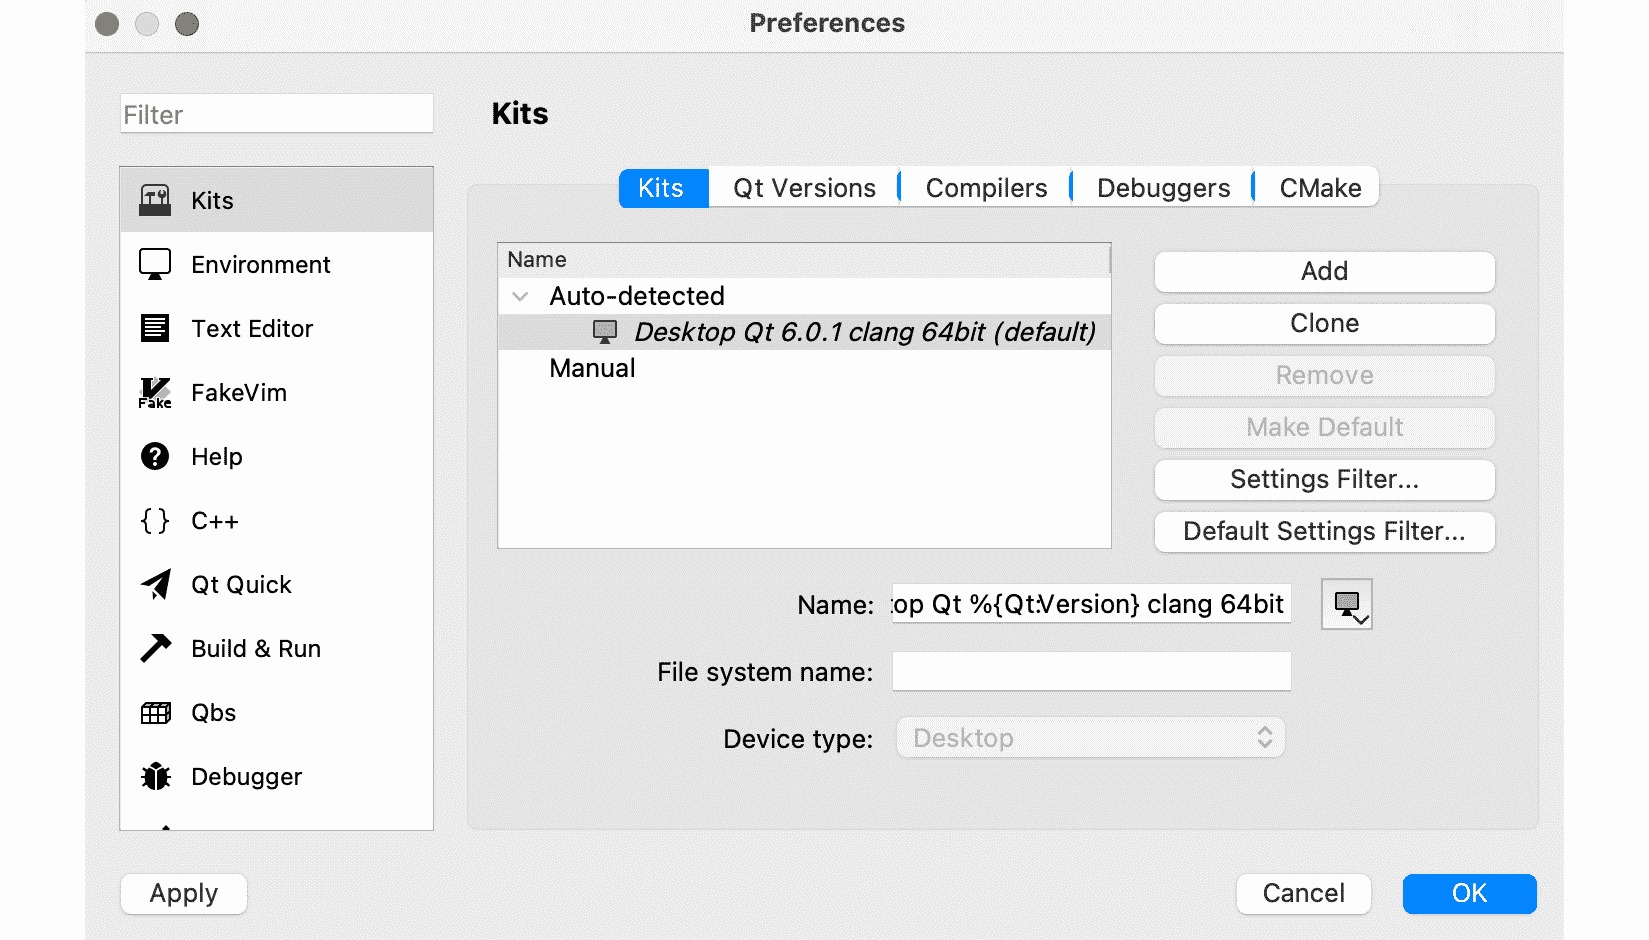 Preferences
Filter
Kits
Environment
Text Editor
Fake
FakeVim
Help
C++
Qt Quick
Build & Run
Qbs
Debugger
Kits
Kits
Qt Versions
Compilers
Debuggers
CMake
Name
Auto-detected
Desktop Qt 6.0.1 clang 64bit (default)
Manual
Add
Clone
Remove
Make Default
Settings Filter...
Default Settings Filter...
Name: top Qt %{Qt:Version} clang 64bit
File system name:
Device type: Desktop
Apply
Cancel
OK